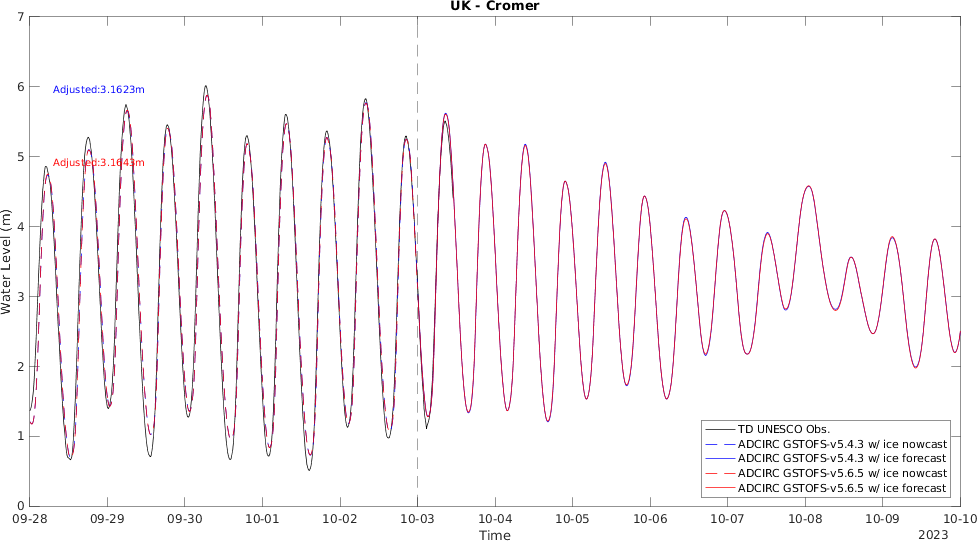 UK - Cromer
7
6
5
4
3
2
1
0
Water Level (m)
Adjusted:3.1623m
Adjusted:3.1643m
TD UNESCO Obs.
ADCIRC GSTOFS-v5.4.3 w/ ice nowcast
ADCIRC GSTOFS-v5.4.3 w/ ice forecast
ADCIRC GSTOFS-v5.6.5 w/ ice nowcast
ADCIRC GSTOFS-v5.6.5 w/ ice forecast
09-28 09-29 09-30 10-01 10-02 10-03 10-04 10-05 10-06 10-07 10-08 10-09 10-10
Time
2023